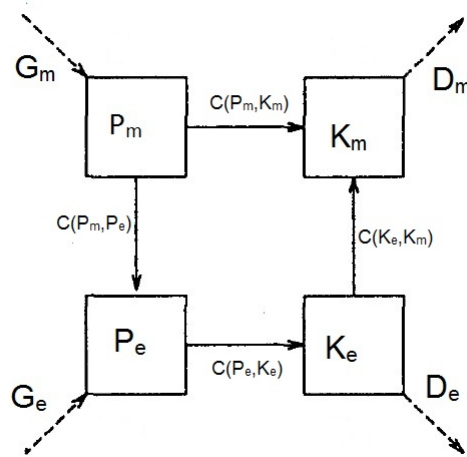 Gₘ
Dₘ
Pₘ
C(Pₘ,Kₘ)
Kₘ
C(Pₘ,Pₑ)
C(Kₑ,Kₘ)
Pₑ
C(Pₑ,Kₑ)
Kₑ
Gₑ
Dₑ